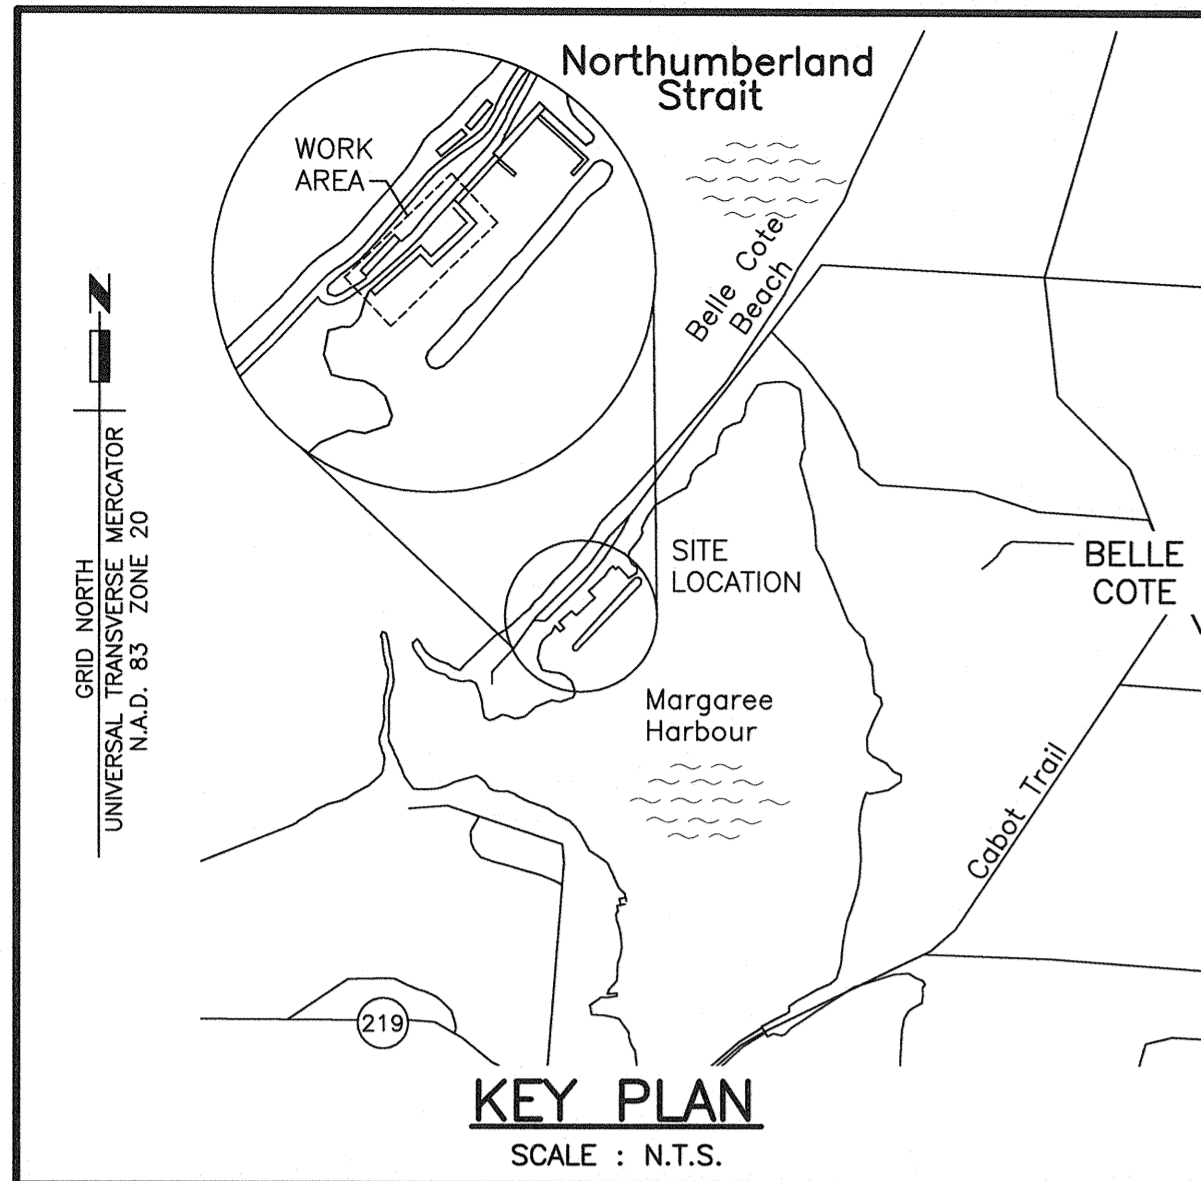 Northumberland
Strait
WORK
AREA
Belle Cote
Beach
N
GRID NORTH
UNIVERSAL TRANSVERSE MERCATOR
N.A.D. 83 ZONE 20
SITE
LOCATION
BELLE
COTE
Margaree
Harbour
Cabot Trail
219
KEY PLAN
SCALE : N.T.S.